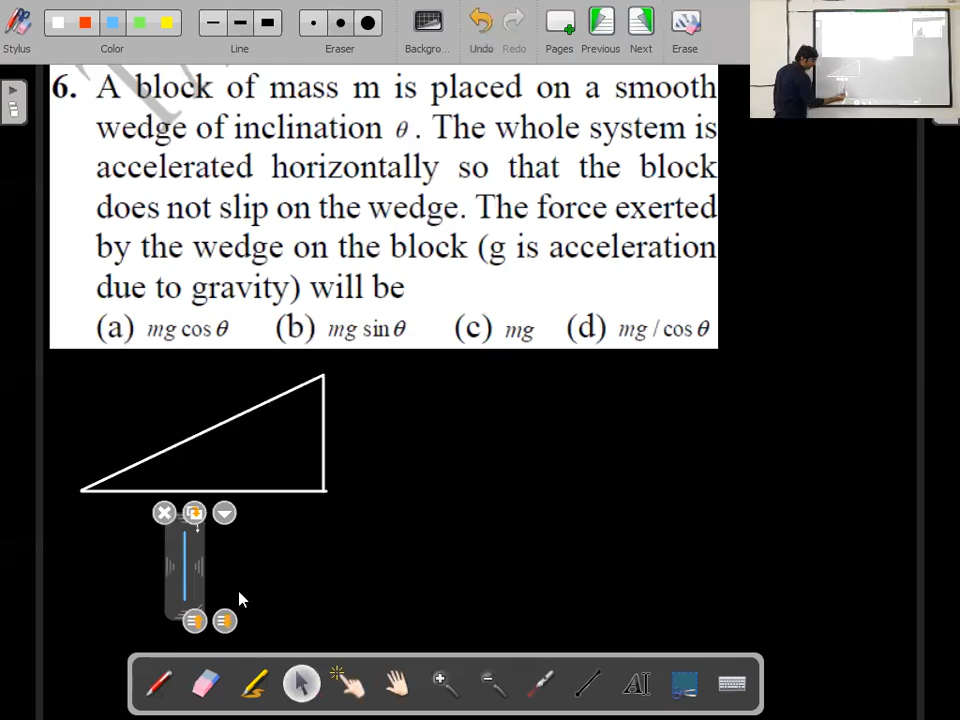 Stylus
Color
Line
Eraser
Backgro...
Undo
Redo
Pages
Previous
Next
Erase
6. A block of mass m is placed on a smooth
wedge of inclination θ. The whole system is
accelerated horizontally so that the block
does not slip on the wedge. The force exerted
by the wedge on the block (g is acceleration
due to gravity) will be
(a) mg cos θ (b) mg sin θ (c) mg (d) mg / cos θ
AI